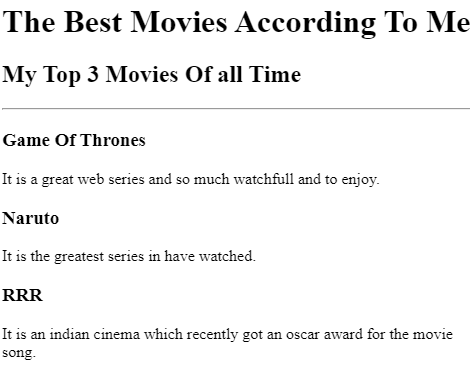 The Best Movies According To Me
My Top 3 Movies Of all Time
Game Of Thrones
It is a great web series and so much watchfull and to enjoy.
Naruto
It is the greatest series in have watched.
RRR
It is an indian cinema which recently got an oscar award for the movie
song.